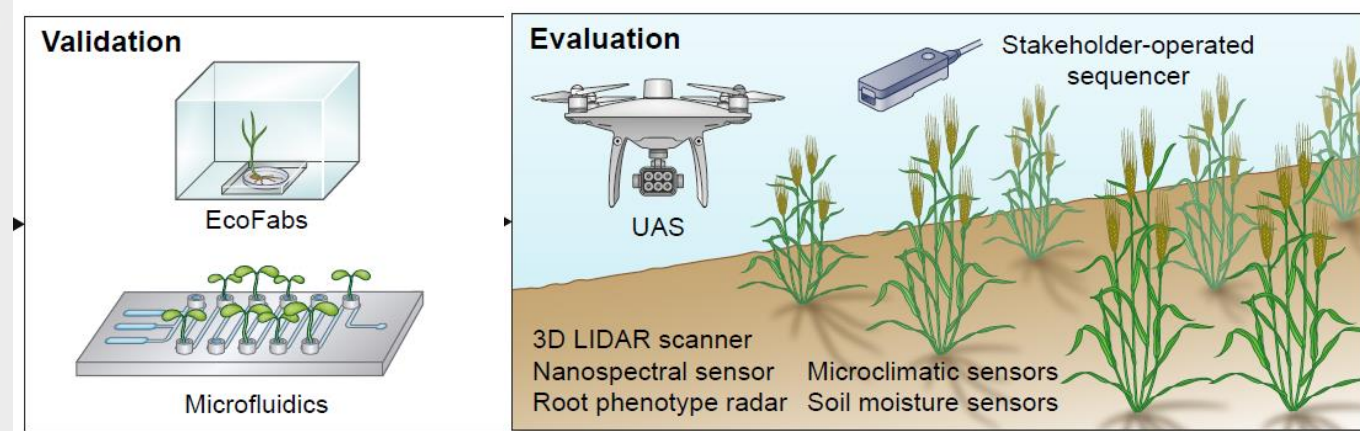 Validation
EcoFabs
Microfluidics
Evaluation
Stakeholder-operated
sequencer
UAS
3D LIDAR scanner
Nanospectral sensor
Root phenotype radar
Microclimatic sensors
Soil moisture sensors